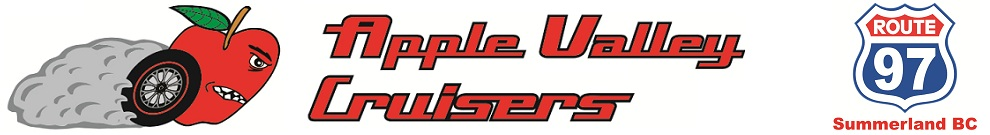 Apple Valley
Cruisers
ROUTE
97
Summerland BC